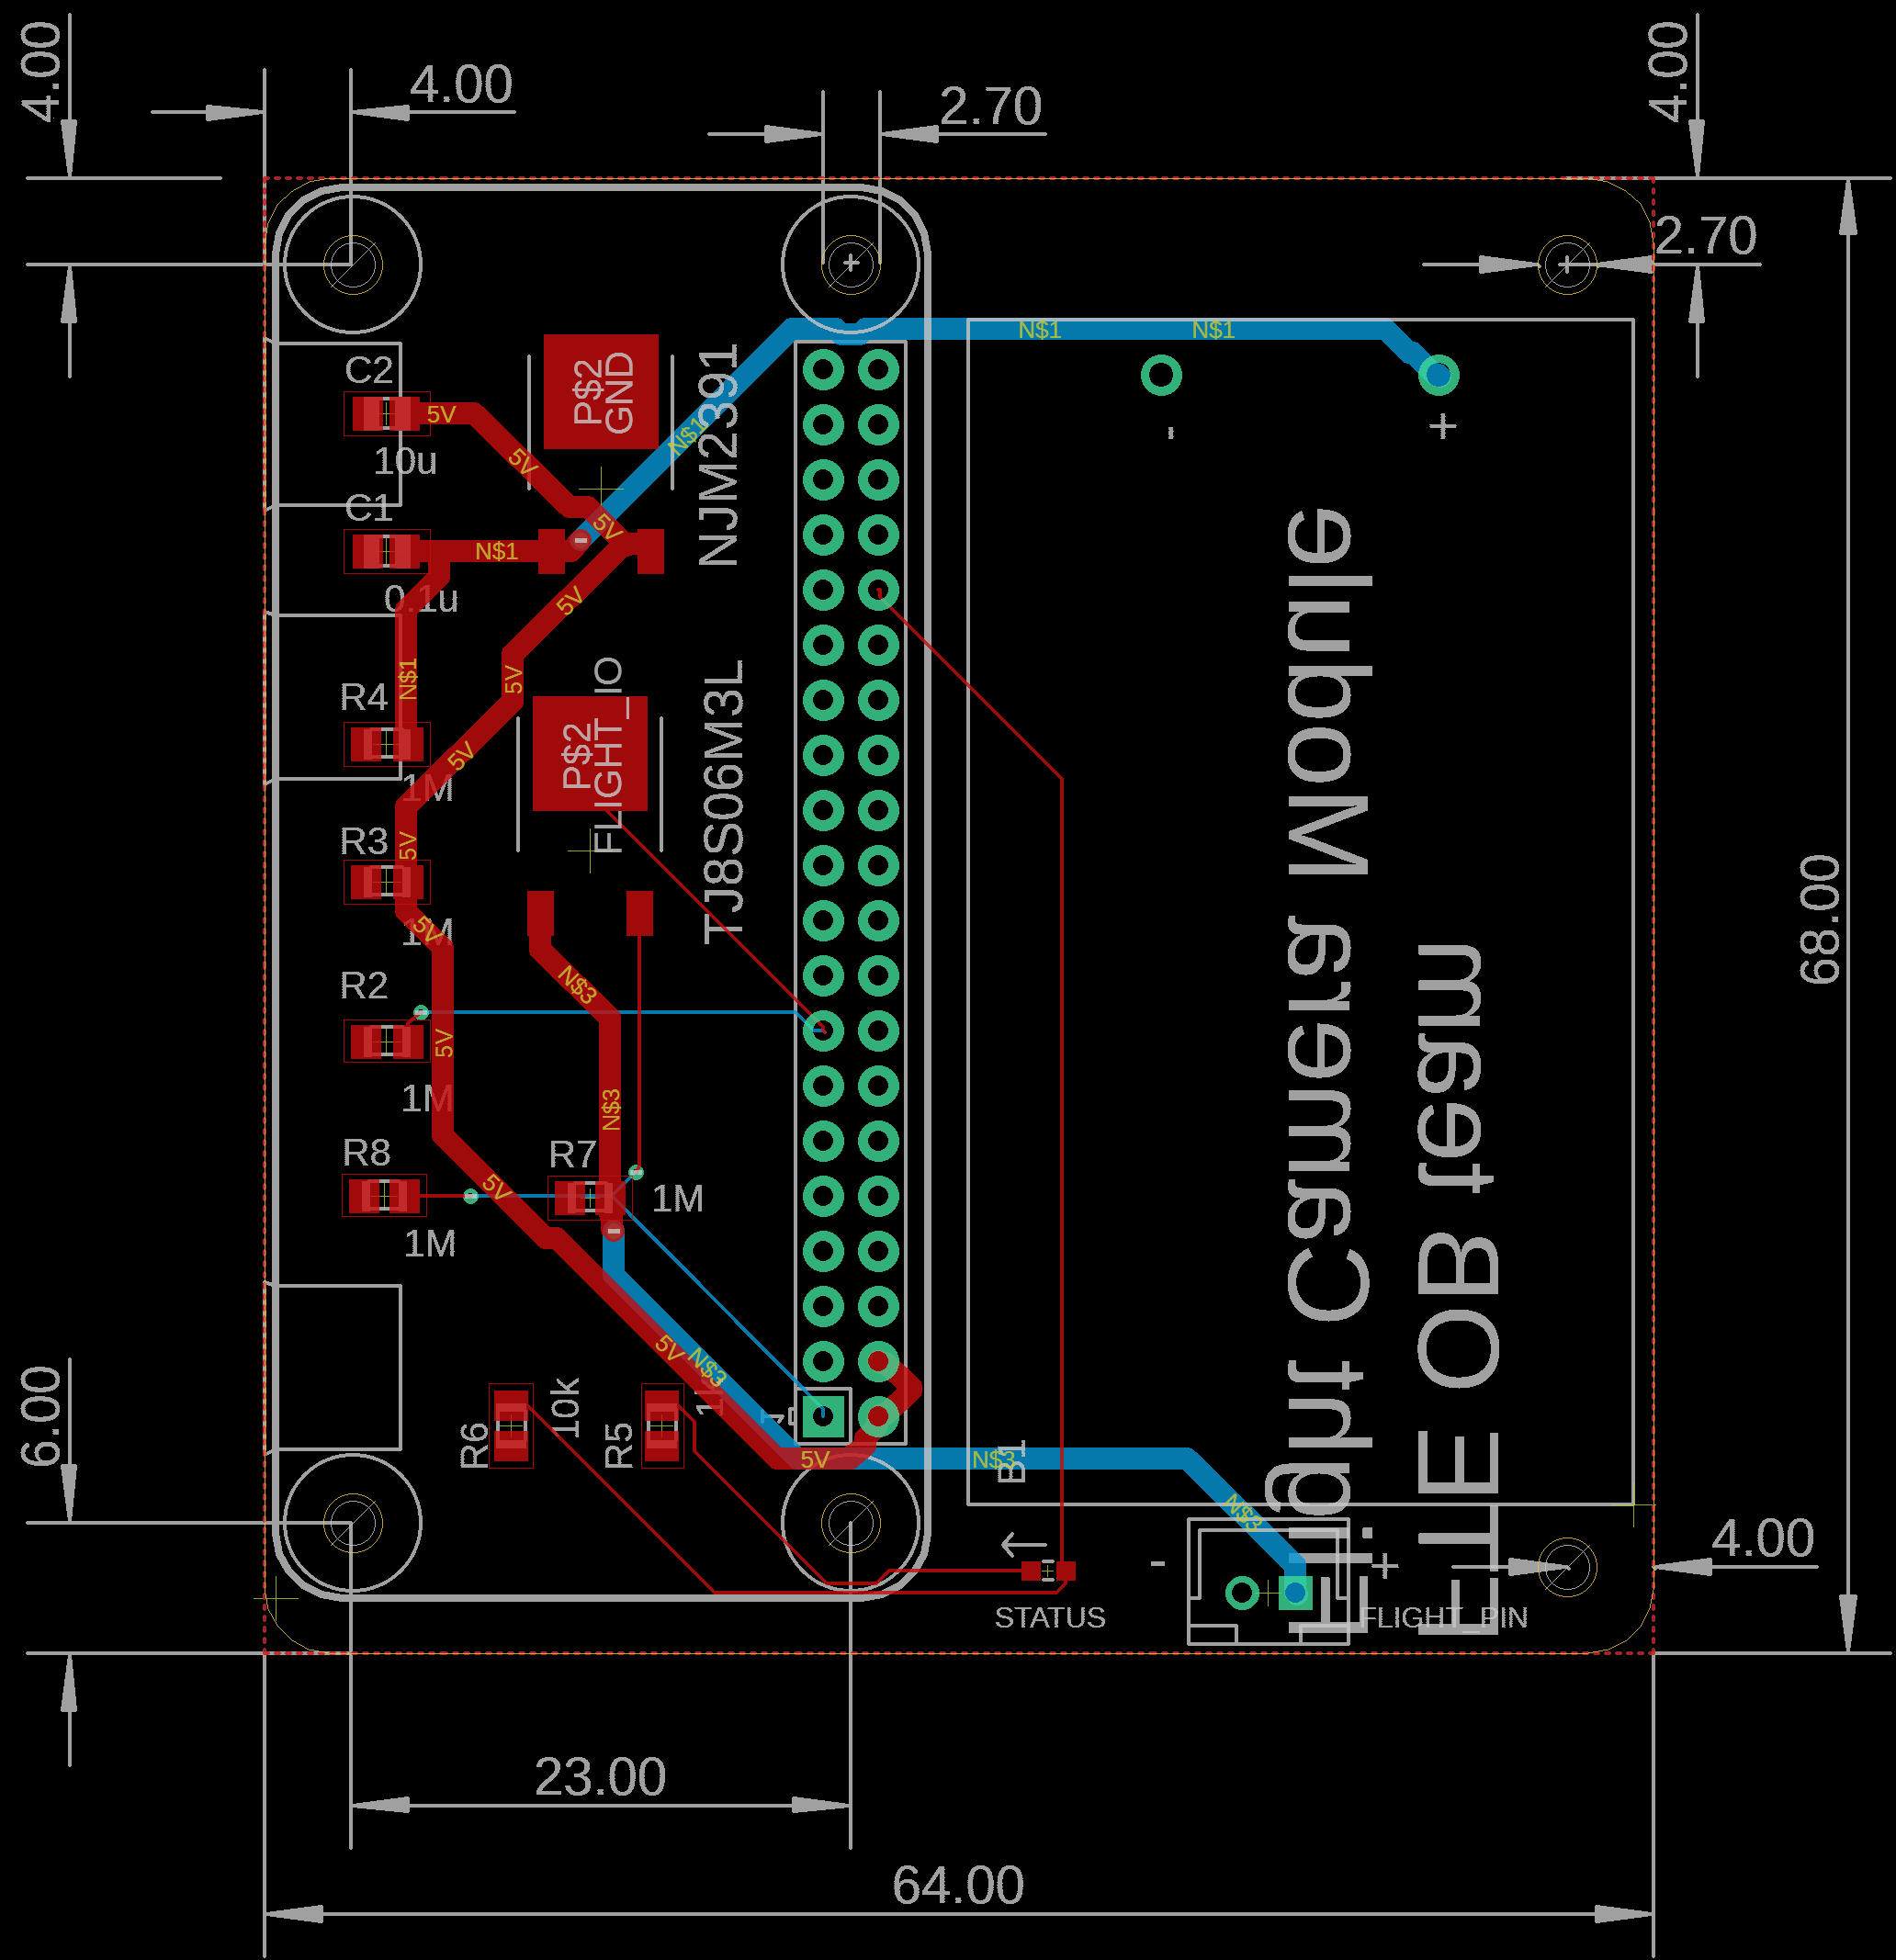 4.00
4.00
2.70
4.00
2.70
C2
10u
5V
5V
P$2
GND
NJM2391
N$1
N$1
N$1
-
+
C1
0.1u
N$1
5V
5V
N$1
5V
R4
1M
5V
P$2
FLIGHT_IO
TJ8S06M3L
R3
1M
5V
5V
R2
1M
5V
N$3
N$3
R8
1M
5V
R7
1M
5V
N$3
R6
10k
R5
1k
1
5V
N$3
B1
N$3
Flight Camera Module
FTE OB team
-
+
STATUS
FLIGHT_PIN
68.00
6.00
4.00
23.00
64.00